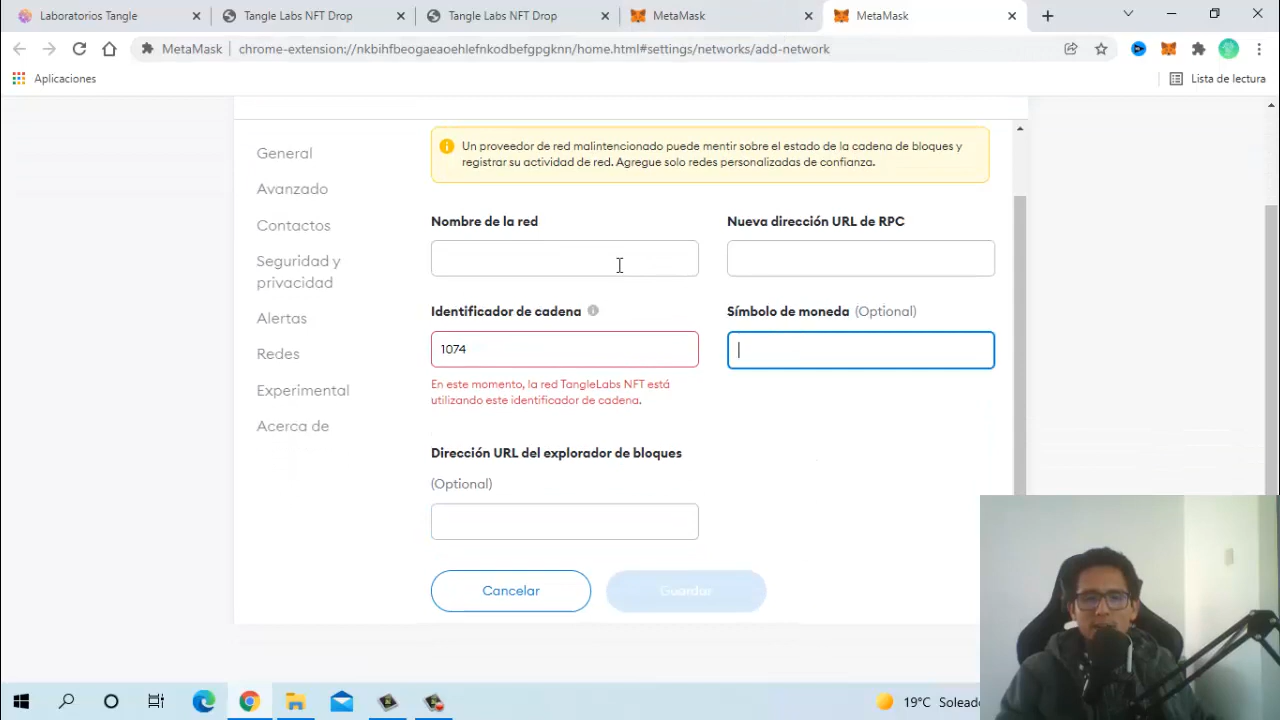 Laboratorios Tangle
Tangle Labs NFT Drop
Tangle Labs NFT Drop
MetaMask
MetaMask
MetaMask
chrome-extension://nkbihfbeogaeaoehlefnkodbefgpgknn/home.html#settings/networks/add-network
Aplicaciones
Lista de lectura
Un proveedor de red malintencionado puede mentir sobre el estado de la cadena de bloques y
registrar su actividad de red. Agregue solo redes personalizadas de confianza.
General
Avanzado
Contactos
Seguridad y
privacidad
Alertas
Redes
Experimental
Acerca de
Nombre de la red
Nueva dirección URL de RPC
Identificador de cadena
Símbolo de moneda (Optional)
1074
En este momento, la red TangleLabs NFT está
utilizando este identificador de cadena.
Dirección URL del explorador de bloques
(Optional)
Cancelar
Guardar
19°C Soleado